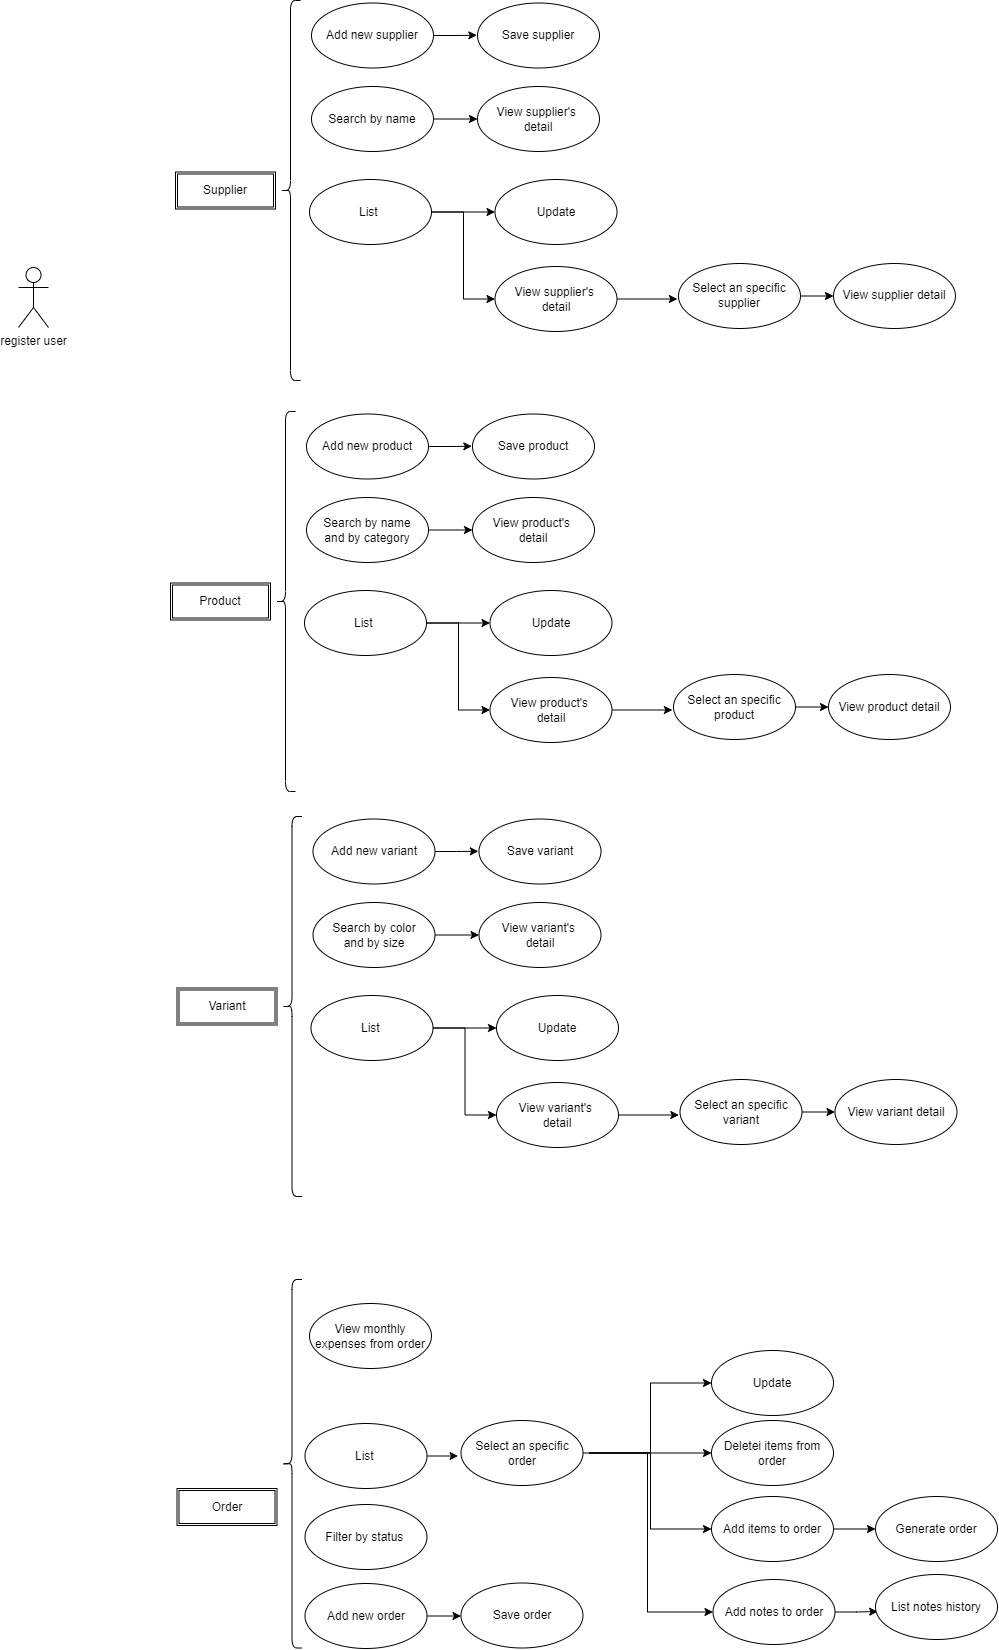 Add new supplier
Save supplier
Search by name
View supplier's
detail
Supplier
List
Update
View supplier's
detail
Select an specific
supplier
View supplier detail
register user
Add new product
Save product
Search by name
and by category
View product's
detail
Product
List
Update
View product's
detail
Select an specific
product
View product detail
Add new variant
Save variant
Search by color
and by size
View variant's
detail
Variant
List
Update
View variant's
detail
Select an specific
variant
View variant detail
View monthly
expenses from order
Update
List
Select an specific
order
Deletei items from
order
Order
Filter by status
Add items to order
Generate order
Add new order
Save order
Add notes to order
List notes history